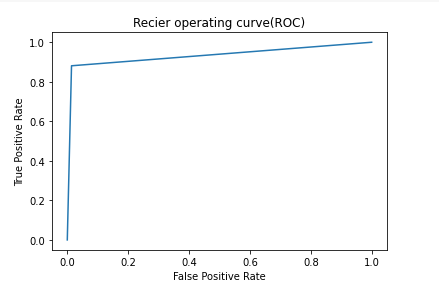 Recier operating curve(ROC)
True Positive Rate
1.0
0.8
0.6
0.4
0.2
0.0
0.0 0.2 0.4 0.6 0.8 1.0
False Positive Rate